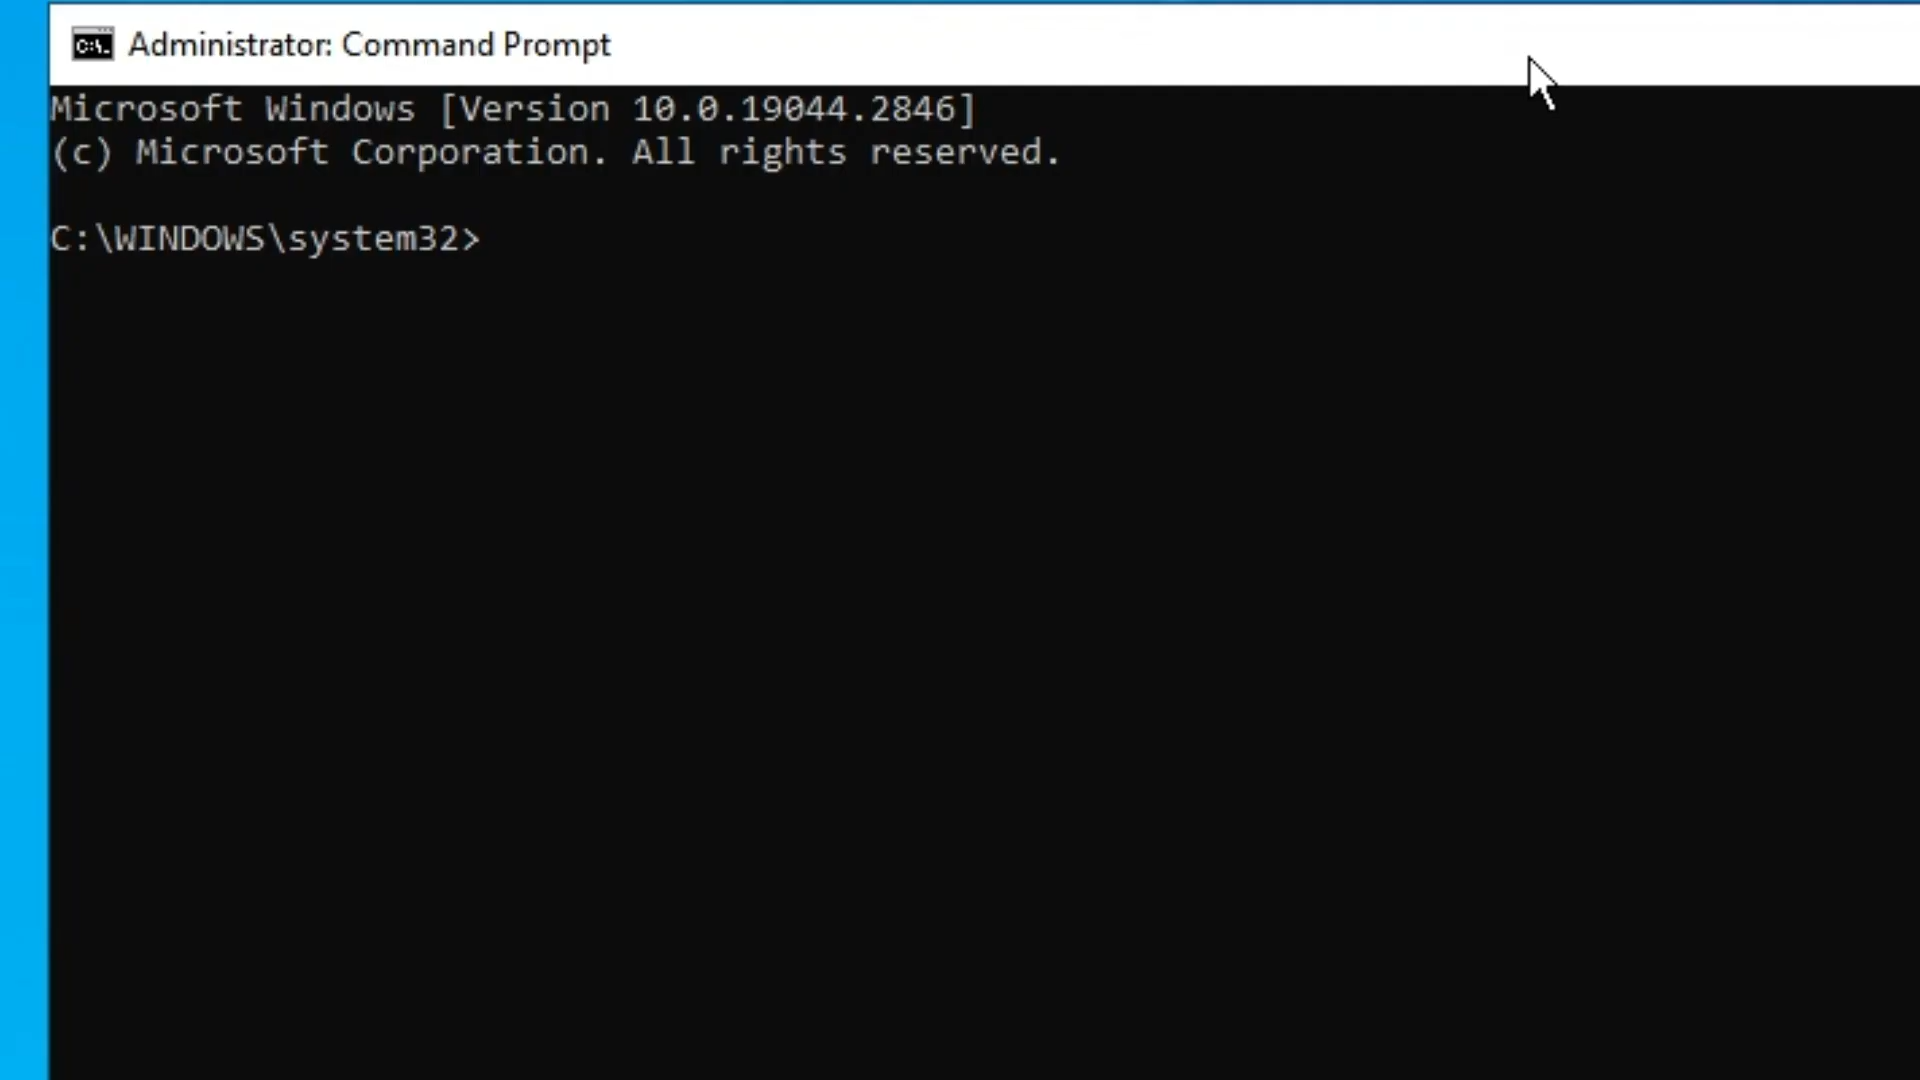 Administrator: Command Prompt
Microsoft Windows [Version 10.0.19044.2846]
(c) Microsoft Corporation. All rights reserved.
C:\WINDOWS\system32>